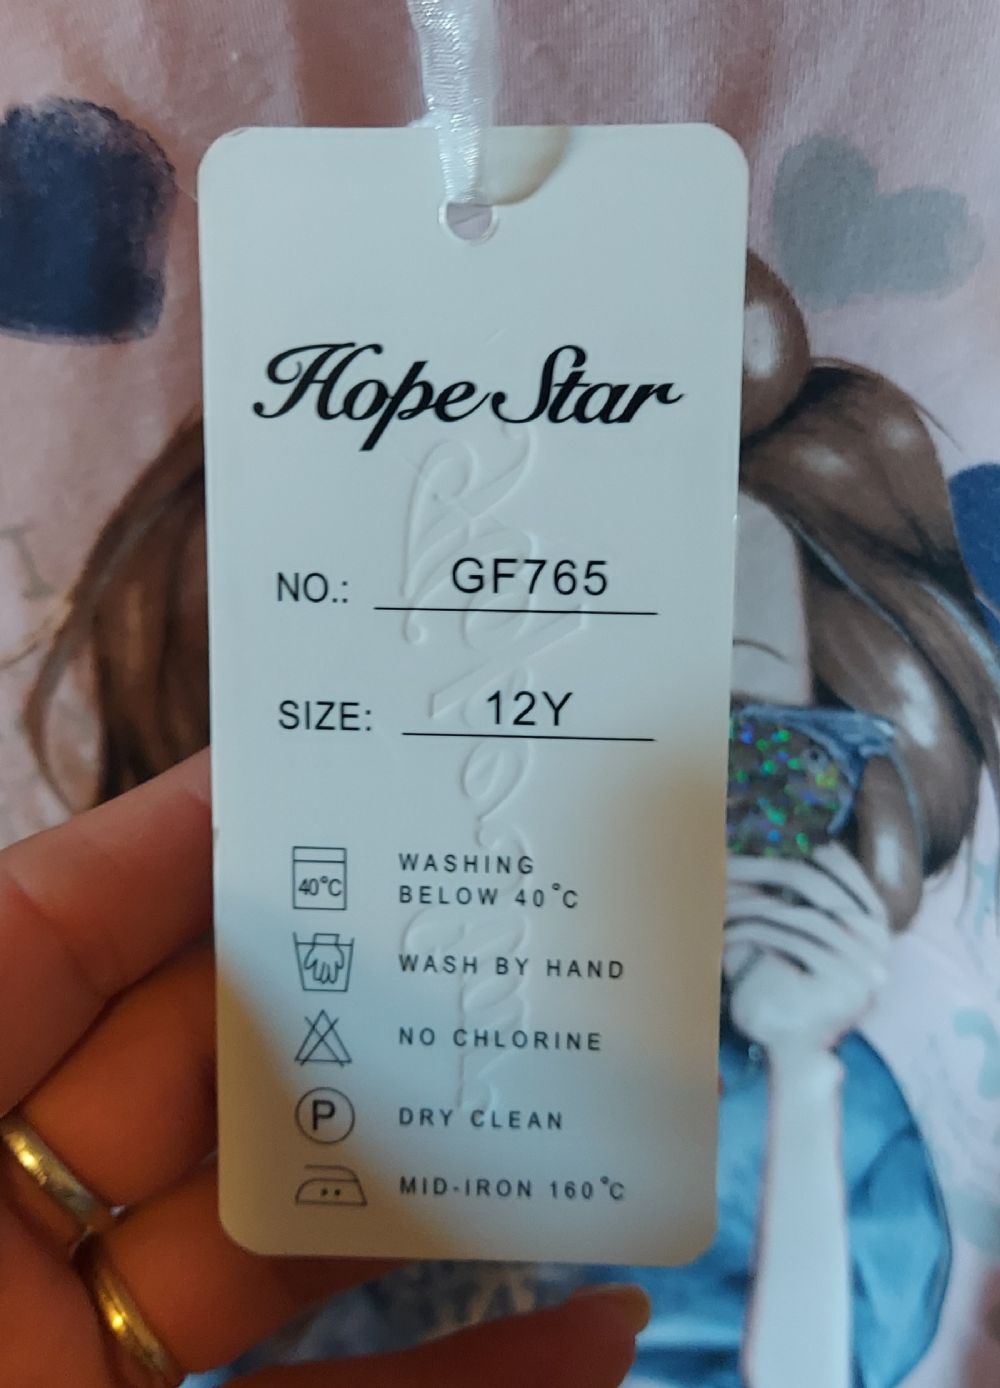 Hope Star
NO.: GF765
SIZE: 12Y
40°C WASHING
BELOW 40°C
WASH BY HAND
NO CHLORINE
P DRY CLEAN
MID-IRON 160°C